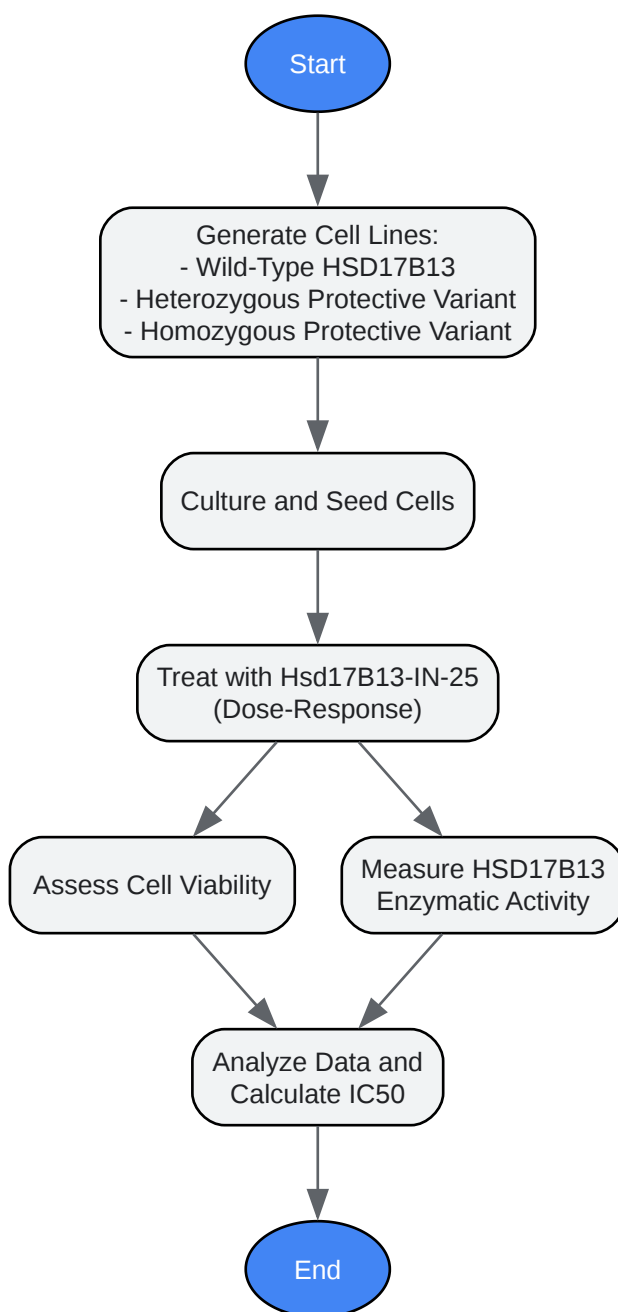 Start
Generate Cell Lines:
- Wild-Type HSD17B13
- Heterozygous Protective Variant
- Homozygous Protective Variant
Culture and Seed Cells
Treat with Hsd17B13-IN-25
(Dose-Response)
Assess Cell Viability
Measure HSD17B13
Enzymatic Activity
Analyze Data and
Calculate IC50
End